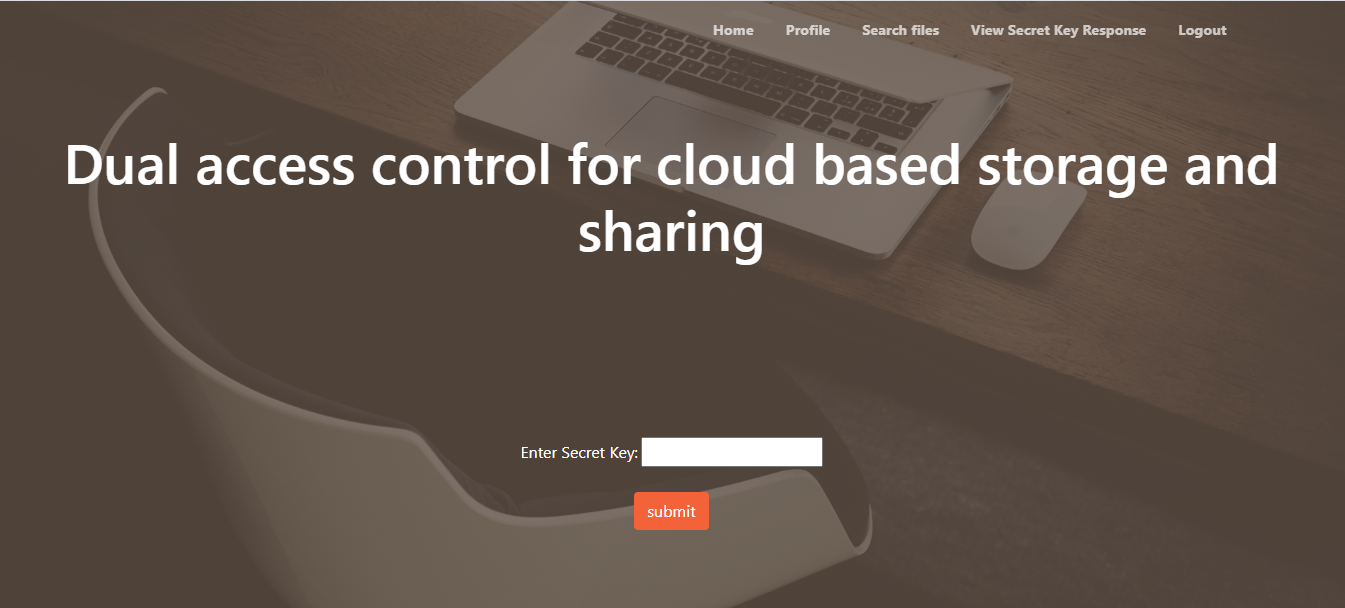 Home Profile Search files View Secret Key Response Logout
Dual access control for cloud based storage and
sharing
Enter Secret Key:
submit